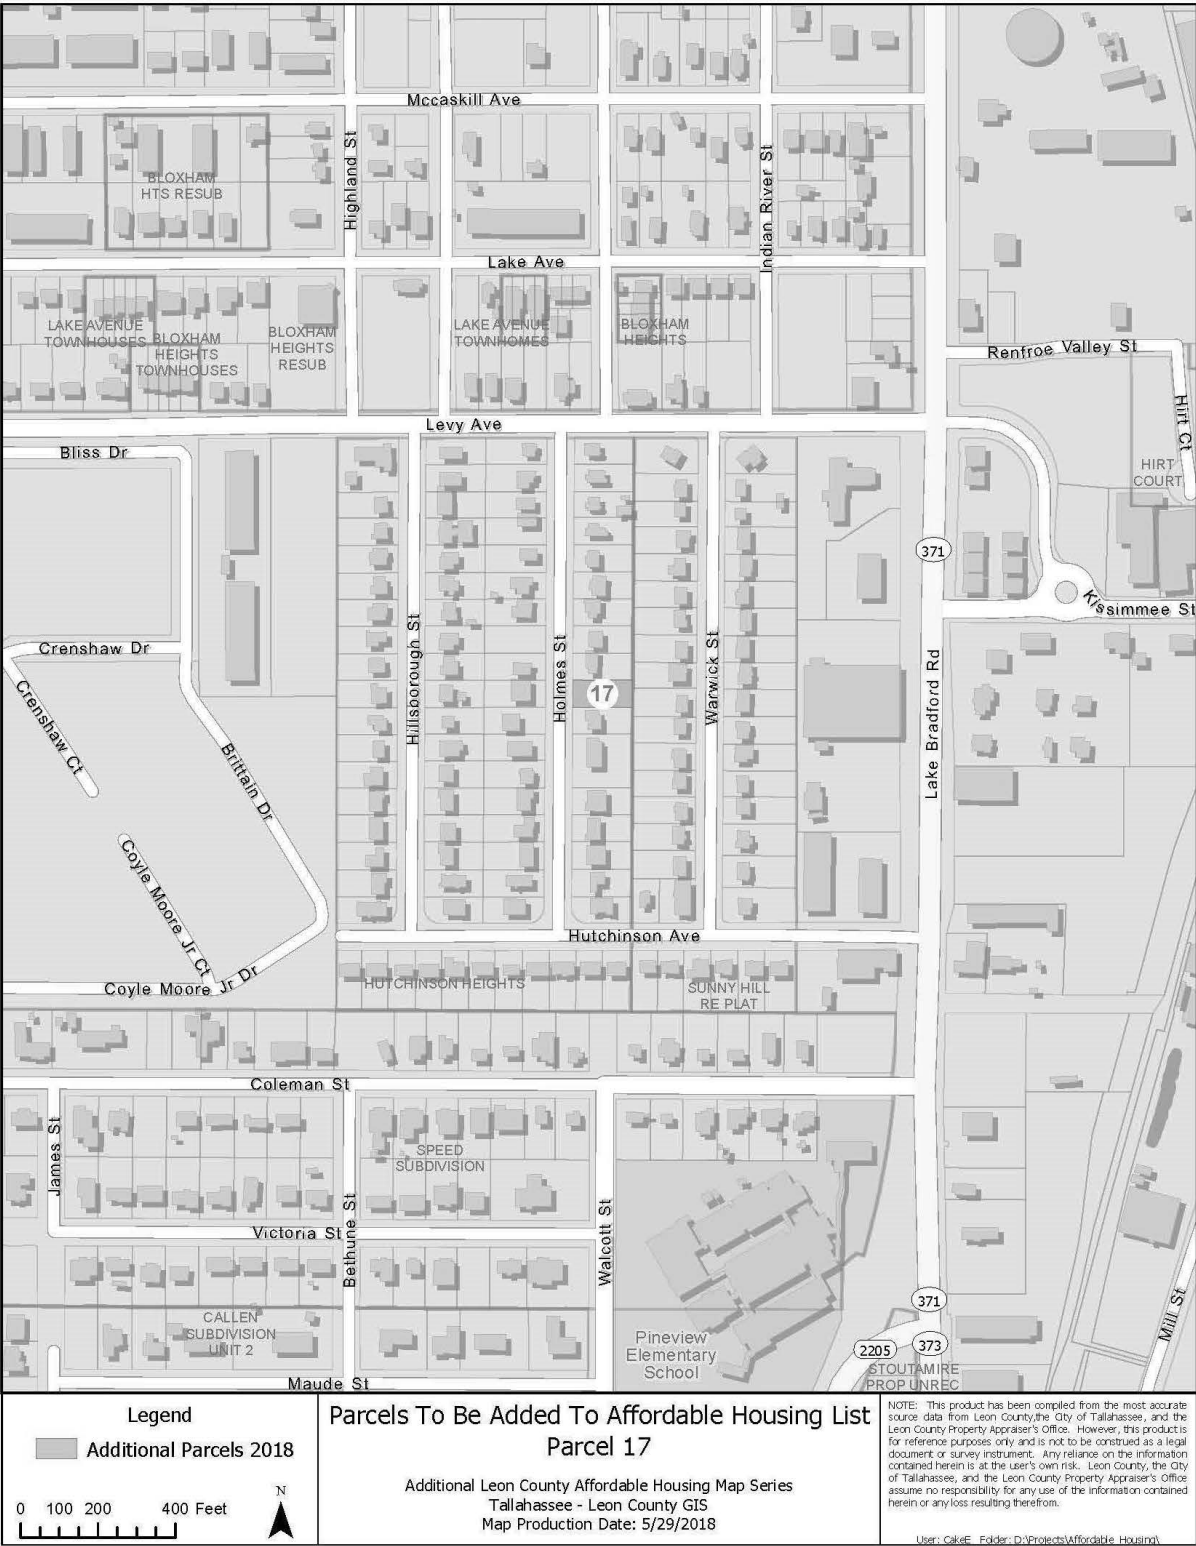 Mccaskill Ave
Highland St
Indian River St
BLOXHAM
HTS RESUB
Lake Ave
LAKE AVENUE
TOWNHOUSES
BLOXHAM
HEIGHTS
TOWNHOUSES
BLOXHAM
HEIGHTS
RESUB
LAKE AVENUE
TOWNHOMES
BLOXHAM
HEIGHTS
Renfroe Valley St
Hirt Ct
Levy Ave
Bliss Dr
HIRT
COURT
371
Kissimmee St
Crenshaw Dr
Crenshaw Ct
Hillsborough St
Holmes St
17
Warwick St
Lake Bradford Rd
Brittain Dr
Coyle Moore Jr Ct
Hutchinson Ave
Coyle Moore Jr Dr
HUTCHINSON HEIGHTS
SUNNY HILL
RE PLAT
Coleman St
James St
SPEED
SUBDIVISION
Victoria St
Bethune St
Walcott St
CALLEN
SUBDIVISION
UNIT 2
Pineview
Elementary
School
371
Mill St
2205
373
STOUTAMIRE
PROP UNREC
Maude St
Legend
Additional Parcels 2018
0 100 200 400 Feet
N
Parcels To Be Added To Affordable Housing List
Parcel 17
Additional Leon County Affordable Housing Map Series
Tallahassee - Leon County GIS
Map Production Date: 5/29/2018
NOTE: This product has been compiled from the most accurate
source data from Leon County,the City of Tallahassee, and the
Leon County Property Appraiser's Office. However, this product is
for reference purposes only and is not to be construed as a legal
document or survey instrument. Any reliance on the information
contained herein is at the user's own risk. Leon County, the City
of Tallahassee, and the Leon County Property Appraiser's Office
assume no responsibility for any use of the information contained
herein or any loss resulting therefrom.
User: CakeE Folder: D:\Projects\Affordable_Housing\